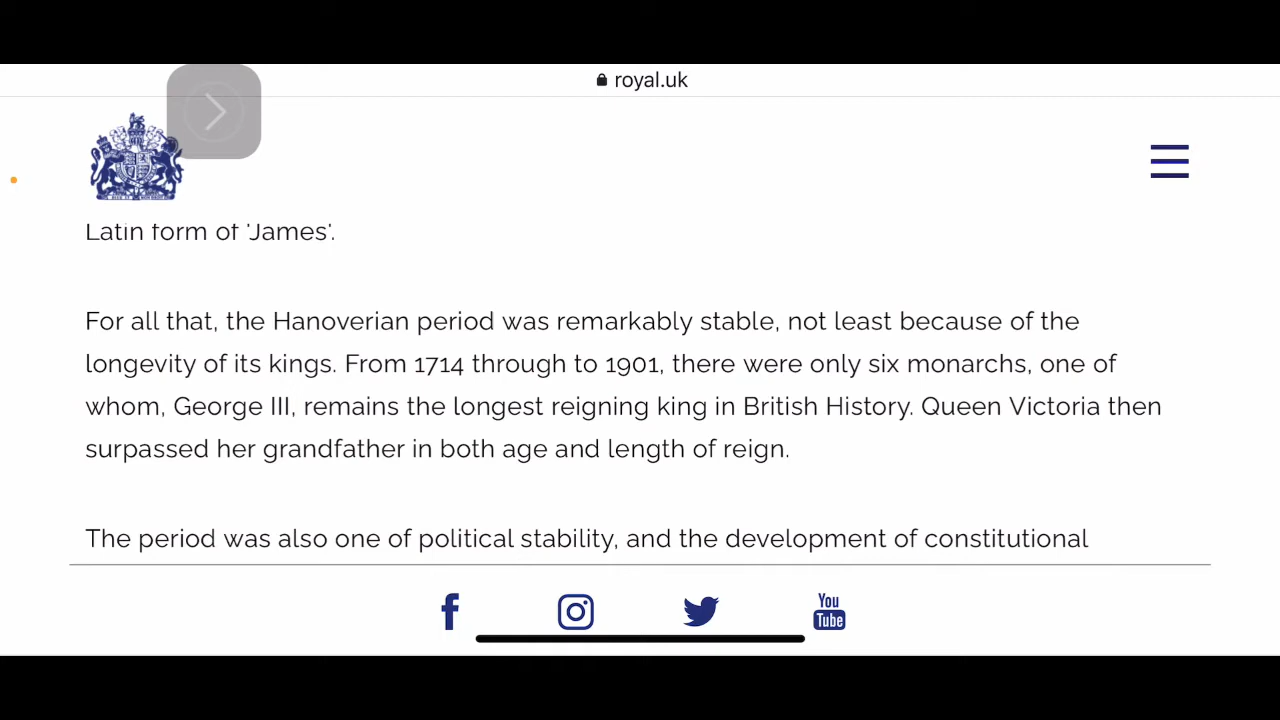 royal.uk
Latin form of 'James'.
For all that, the Hanoverian period was remarkably stable, not least because of the
longevity of its kings. From 1714 through to 1901, there were only six monarchs, one of
whom, George III, remains the longest reigning king in British History. Queen Victoria then
surpassed her grandfather in both age and length of reign.
The period was also one of political stability, and the development of constitutional
You
Tube